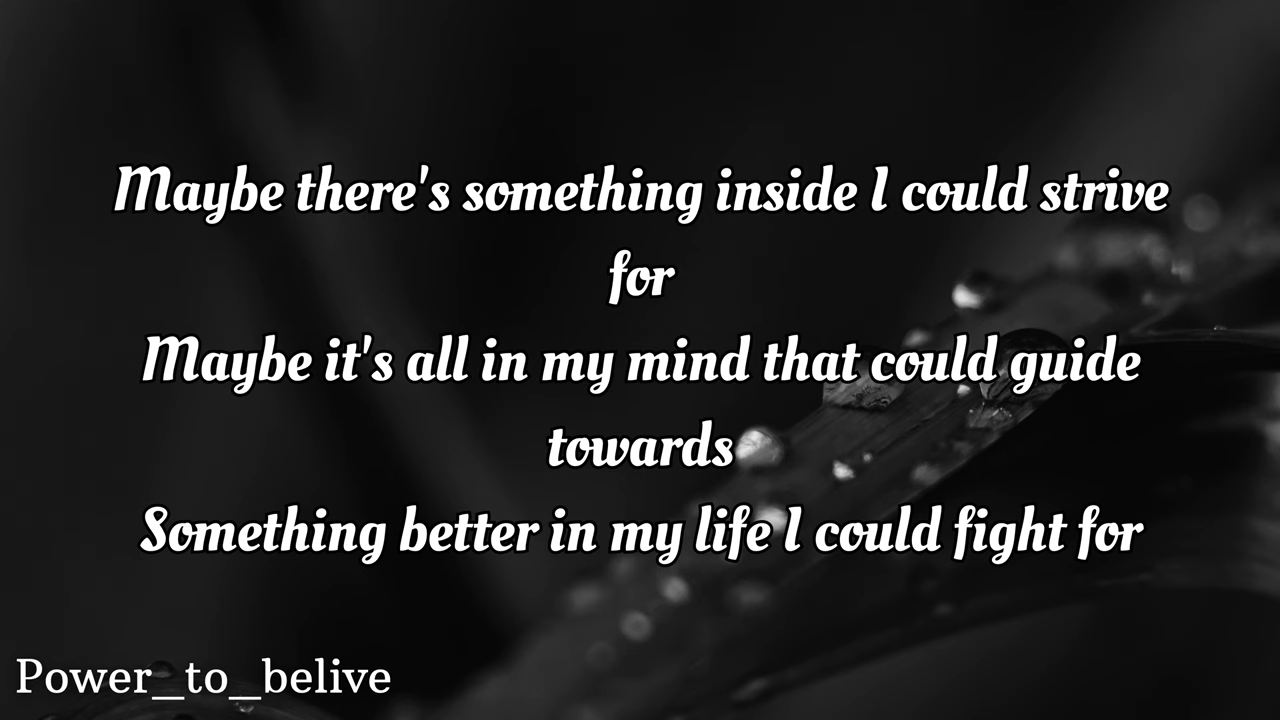 Maybe there's something inside I could strive
for
Maybe it's all in my mind that could guide
towards
Something better in my life I could fight for
Power_to_belive